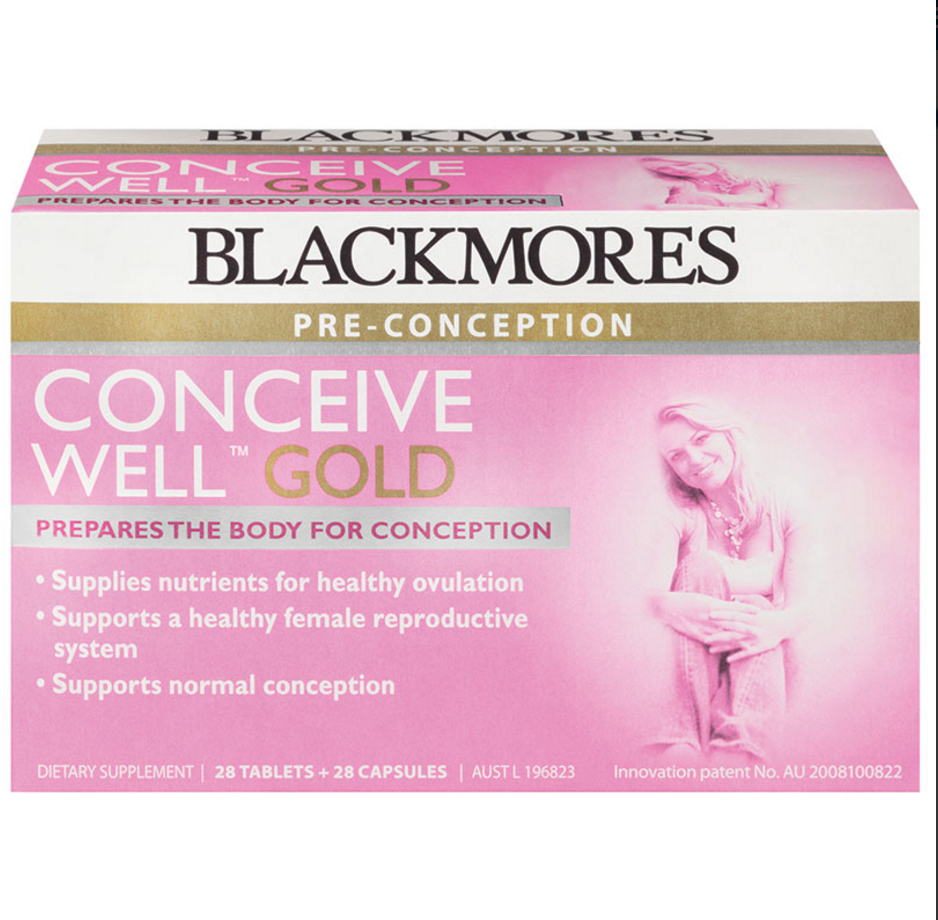 BLACKMORES
PRE-CONCEPTION
CONCEIVE
WELL™ GOLD
PREPARES THE BODY FOR CONCEPTION
BLACKMORES
PRE-CONCEPTION
CONCEIVE
WELL™ GOLD
PREPARES THE BODY FOR CONCEPTION
• Supplies nutrients for healthy ovulation
• Supports a healthy female reproductive
system
• Supports normal conception
DIETARY SUPPLEMENT | 28 TABLETS + 28 CAPSULES | AUST L 196823 Innovation patent No. AU 2008100822